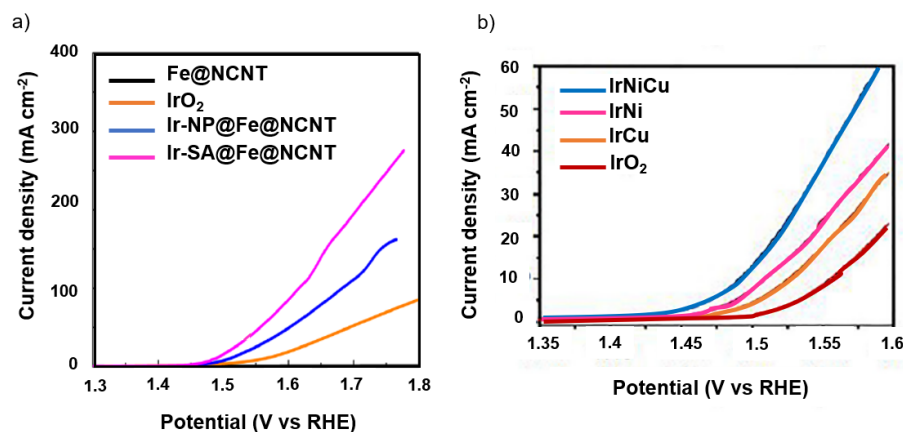 a)
400
300
200
100
0
Current density (mA cm⁻²)
Fe@NCNT
IrO₂
Ir-NP@Fe@NCNT
Ir-SA@Fe@NCNT
1.3 1.4 1.5 1.6 1.7 1.8
Potential (V vs RHE)
b)
60
50
40
30
20
10
0
Current density (mA cm⁻²)
IrNiCu
IrNi
IrCu
IrO₂
1.35 1.4 1.45 1.5 1.55 1.6
Potential (V vs RHE)